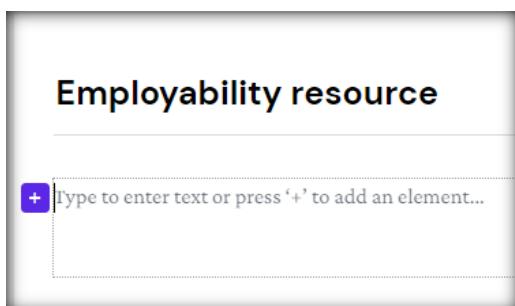 Employability resource
+
Type to enter text or press ‘+’ to add an element...